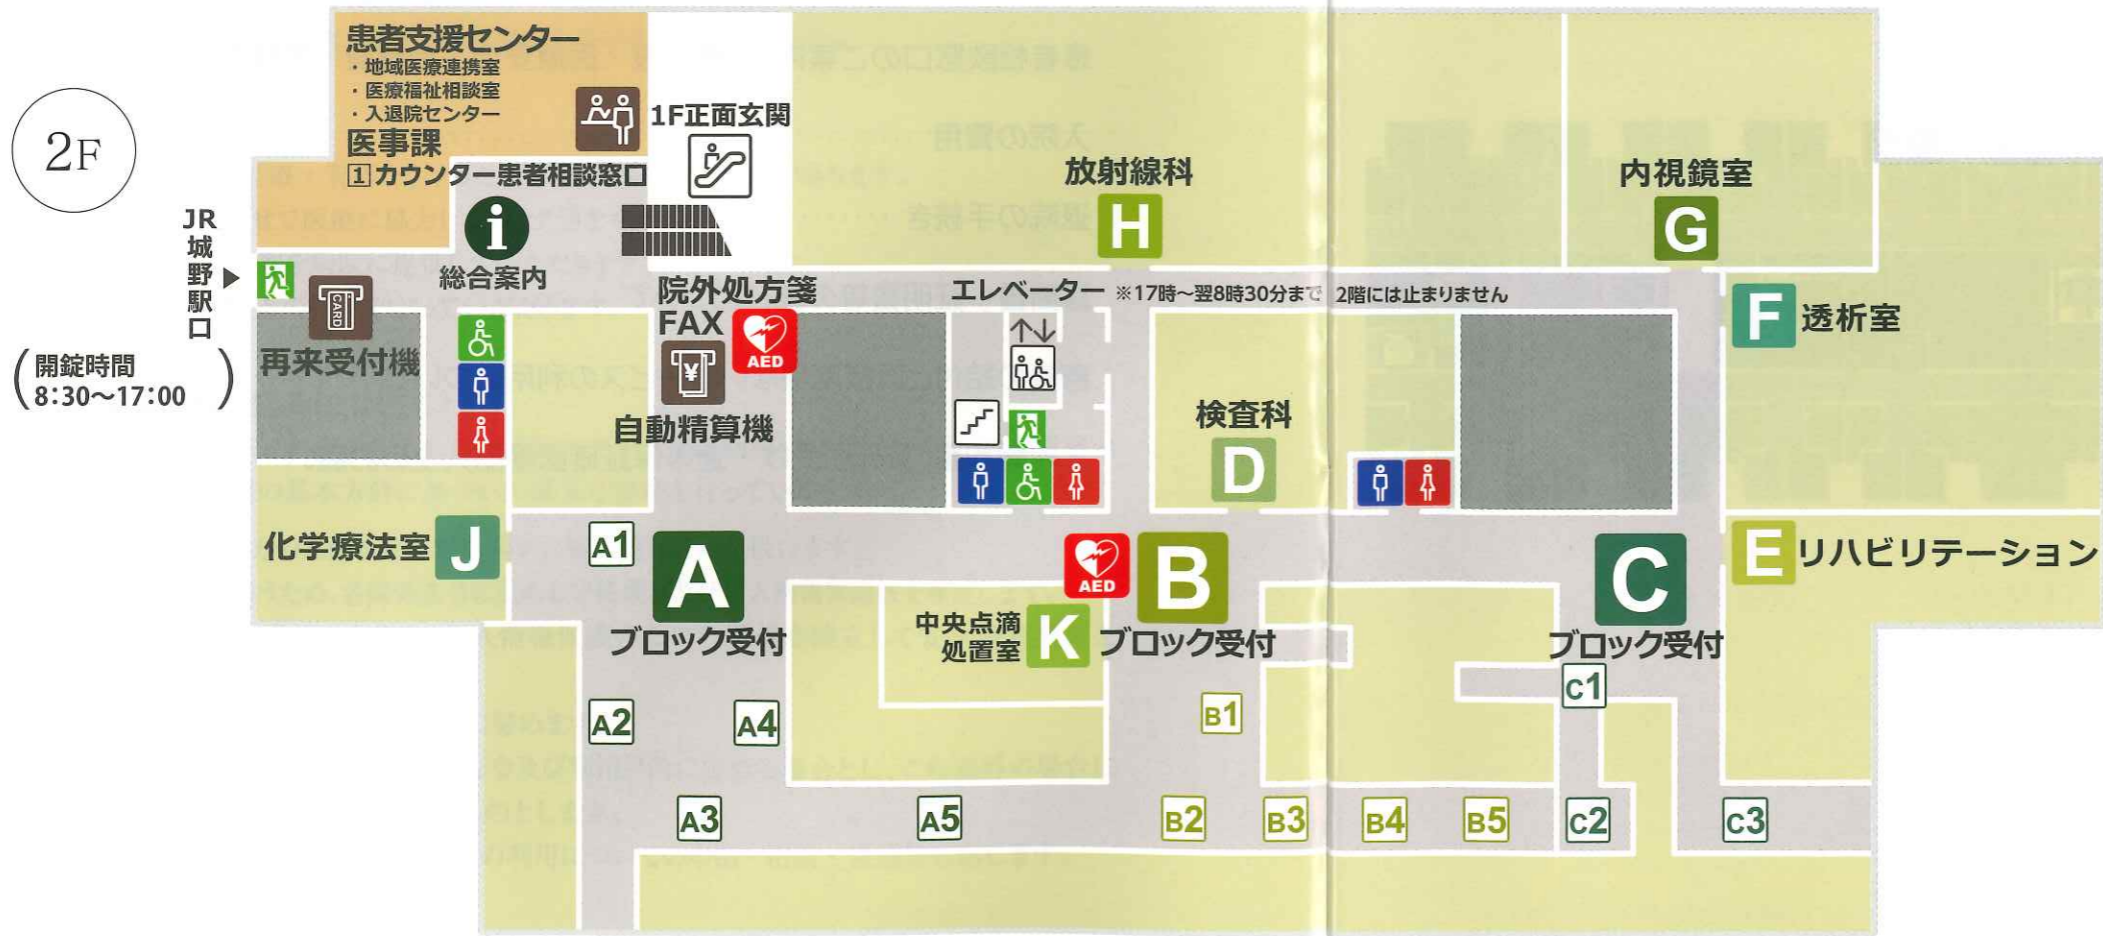 2F
患者支援センター
・地域医療連携室
・医療福祉相談室
・入退院センター
医事課
1カウンター患者相談窓口
1F正面玄関
放射線科
H
内視鏡室
G
JR城野駅口
(開錠時間
8:30〜17:00)
i
総合案内
CARD
再来受付機
院外処方箋
FAX
AED
¥
自動精算機
エレベーター ※17時〜翌8時30分まで 2階には止まりません
検査科
D
F 透析室
化学療法室 J
A1
A
ブロック受付
AED
B
ブロック受付
中央点滴
処置室
K
C
ブロック受付
E リハビリテーション
A2
A4
B1
C1
A3
A5
B2
B3
B4
B5
C2
C3